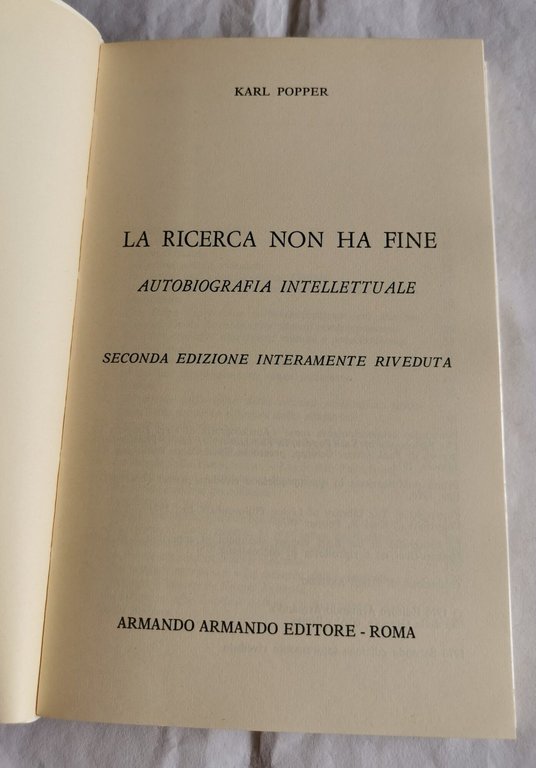 KARL POPPER
LA RICERCA NON HA FINE
AUTOBIOGRAFIA INTELLETTUALE
SECONDA EDIZIONE INTERAMENTE RIVEDUTA
ARMANDO ARMANDO EDITORE - ROMA